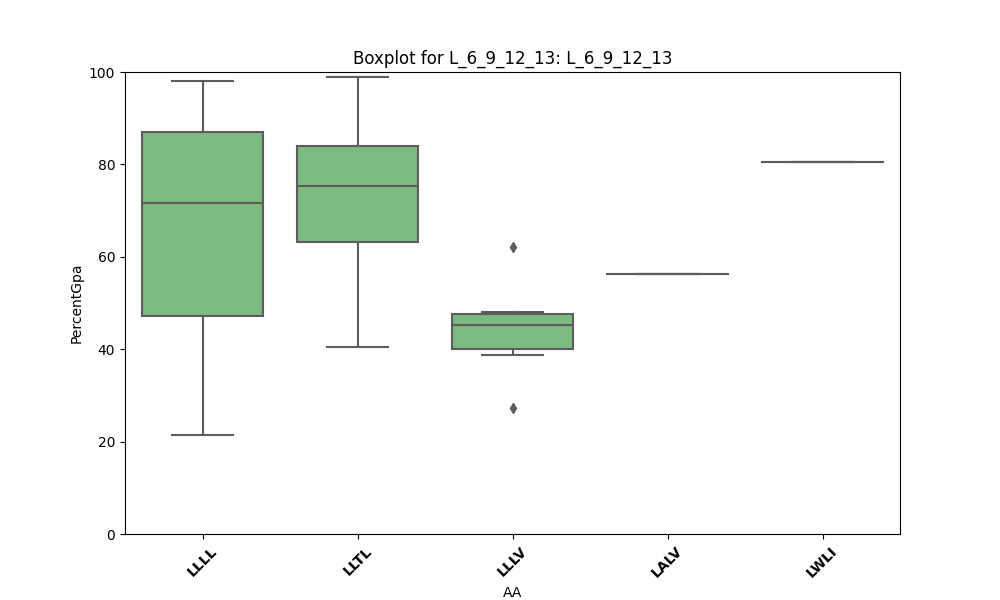 Boxplot for L_6_9_12_13: L_6_9_12_13
PercentGpa
100
80
60
40
20
0
LLLL
LLTL
LLLV
LALV
LWLI
AA